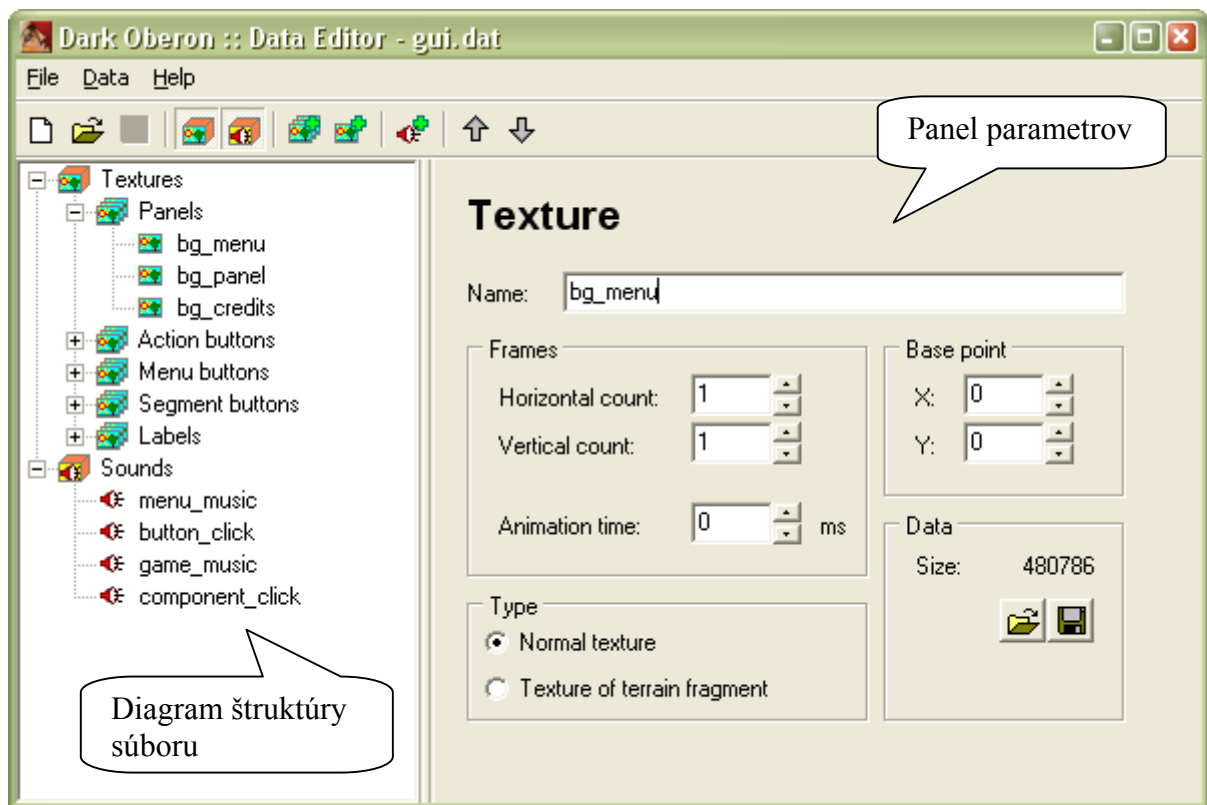 Dark Oberon :: Data Editor - gui.dat
File Data Help
Panel parametrov
Textures
Panels
bg_menu
bg_panel
bg_credits
Action buttons
Menu buttons
Segment buttons
Labels
Sounds
menu_music
button_click
game_music
component_click
Diagram štruktúry
súboru
Texture
Name: bg_menu
Frames
Horizontal count: 1
Vertical count: 1
Animation time: 0 ms
Base point
X: 0
Y: 0
Type
Normal texture
Texture of terrain fragment
Data
Size: 480786